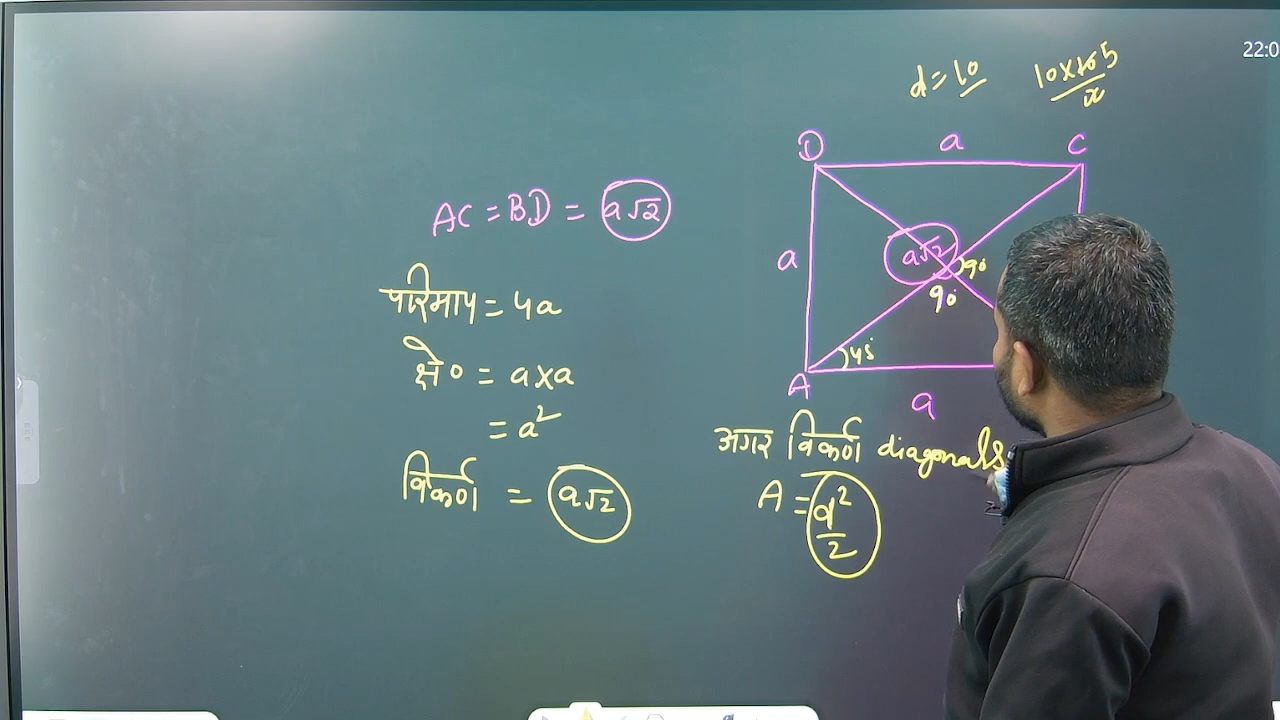 22:0
d = 10
10×10 5
/2
D a C
AC = BD = a√2
a
a√2
90°
90°
परिमाप = 4a
45°
A
क्षे० = a×a
a
= a²
अगर विकर्ण diagonals
विकर्ण = a√2
A = d²/2